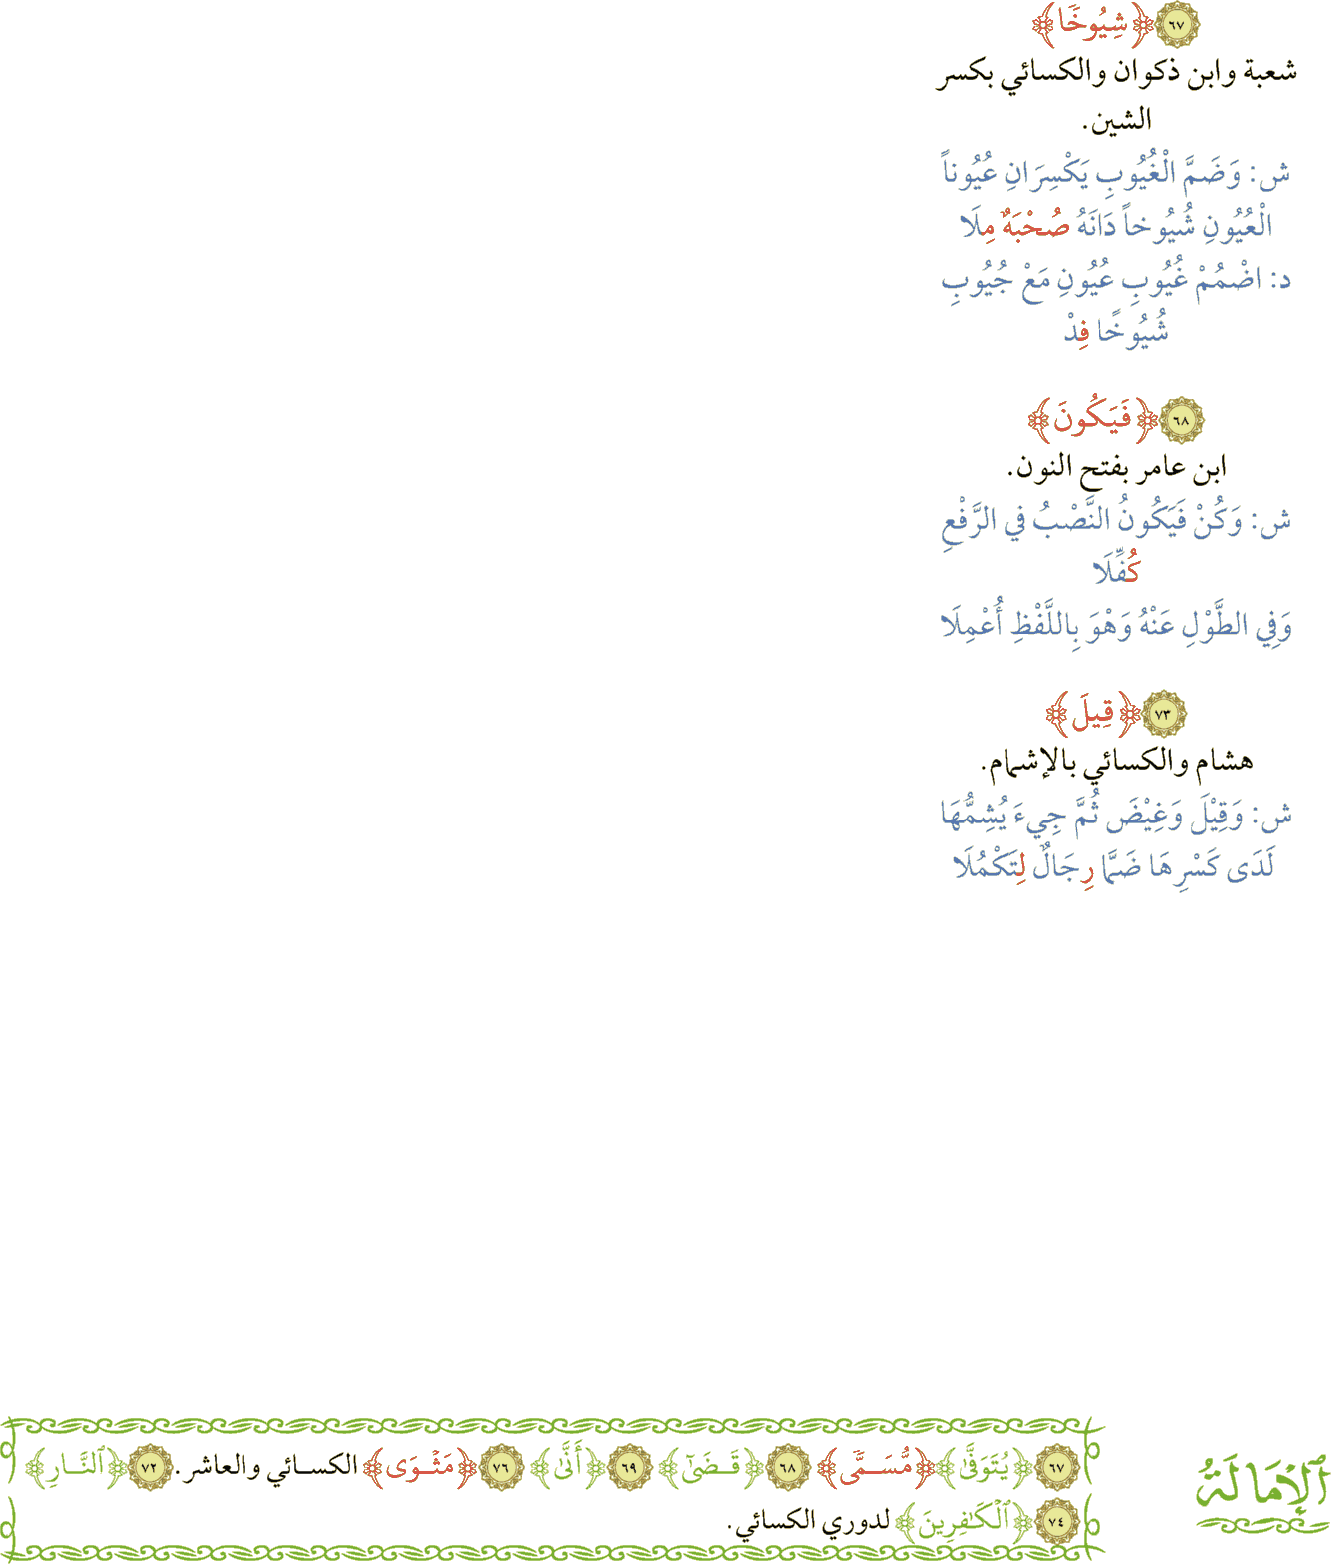 ٦٧ ﴿شِيُوخًا﴾
شعبة وابن ذكوان والكسائي بكسر
الشين.
ش: وَضَمَّ الْغُيُوبِ يَكْسِرَانِ عُيُوناً
الْعُيُونِ شُيُوخاً دَانَهُ صُحْبَةٌ مِلَا
د: اضْمُمْ غُيُوبِ عُيُونِ مَعْ جُيُوبِ
شُيُوخًا فِدْ
٦٨ ﴿فَيَكُونَ﴾
ابن عامر بفتح النون.
ش: وَكُنْ فَيَكُونُ النَّصْبُ في الرَّفْعِ
كُفِّلَا
وَفِي الطَّوْلِ عَنْهُ وَهْوَ بِاللَّفْظِ أُعْمِلَا
٧٣ ﴿قِيلَ﴾
هشام والكسائي بالإشمام.
ش: وَقِيْلَ وَغِيْضَ ثُمَّ جِيءَ يُشِمُّهَا
لَدَى كَسْرِهَا ضَمًّا رِجَالٌ لِتَكْمُلَا
ٱلْإِمَالَةُ
٦٧ ﴿يُتَوَفَّىٰ﴾ ﴿مُّسَمًّى﴾ ٦٨ ﴿قَضَىٰٓ﴾ ٦٩ ﴿أَنَّىٰ﴾ ٧٦ ﴿مَثْوَى﴾ الكسائي والعاشر. ٧٢ ﴿ٱلنَّارِ﴾
٧٤ ﴿ٱلْكَـٰفِرِينَ﴾ لدوري الكسائي.